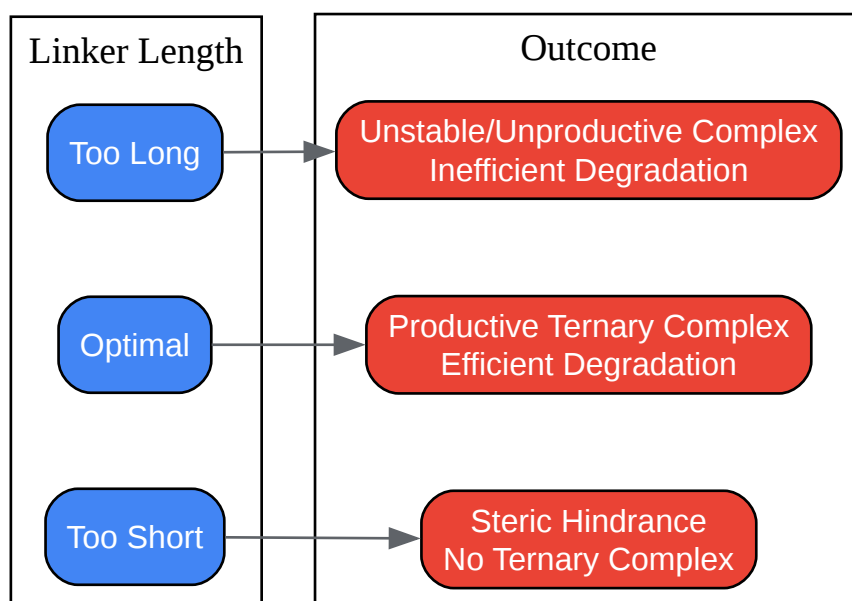 Linker Length
Outcome
Too Long
Unstable/Unproductive Complex
Inefficient Degradation
Optimal
Productive Ternary Complex
Efficient Degradation
Too Short
Steric Hindrance
No Ternary Complex